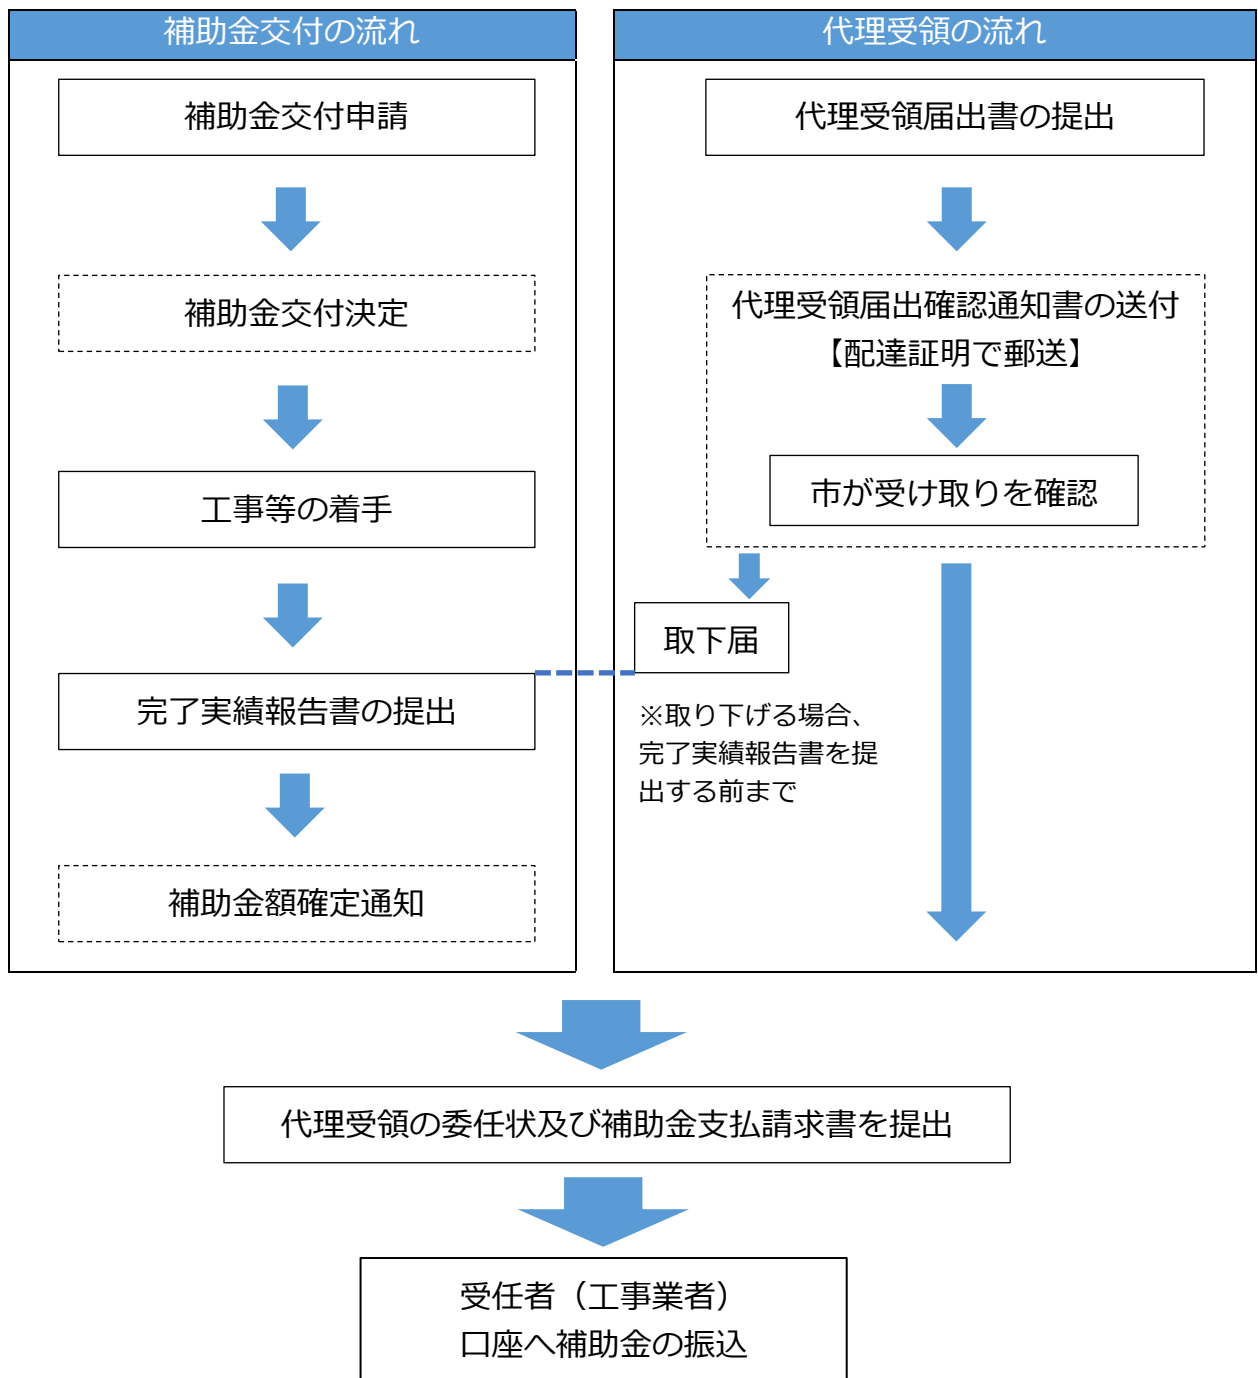 補助金交付の流れ
補助金交付申請
補助金交付決定
工事等の着手
完了実績報告書の提出
補助金額確定通知
代理受領の流れ
代理受領届出書の提出
代理受領届出確認通知書の送付
【配達証明で郵送】
市が受け取りを確認
取下届
※取り下げる場合、
完了実績報告書を提
出する前まで
代理受領の委任状及び補助金支払請求書を提出
受任者（工事業者）
口座へ補助金の振込